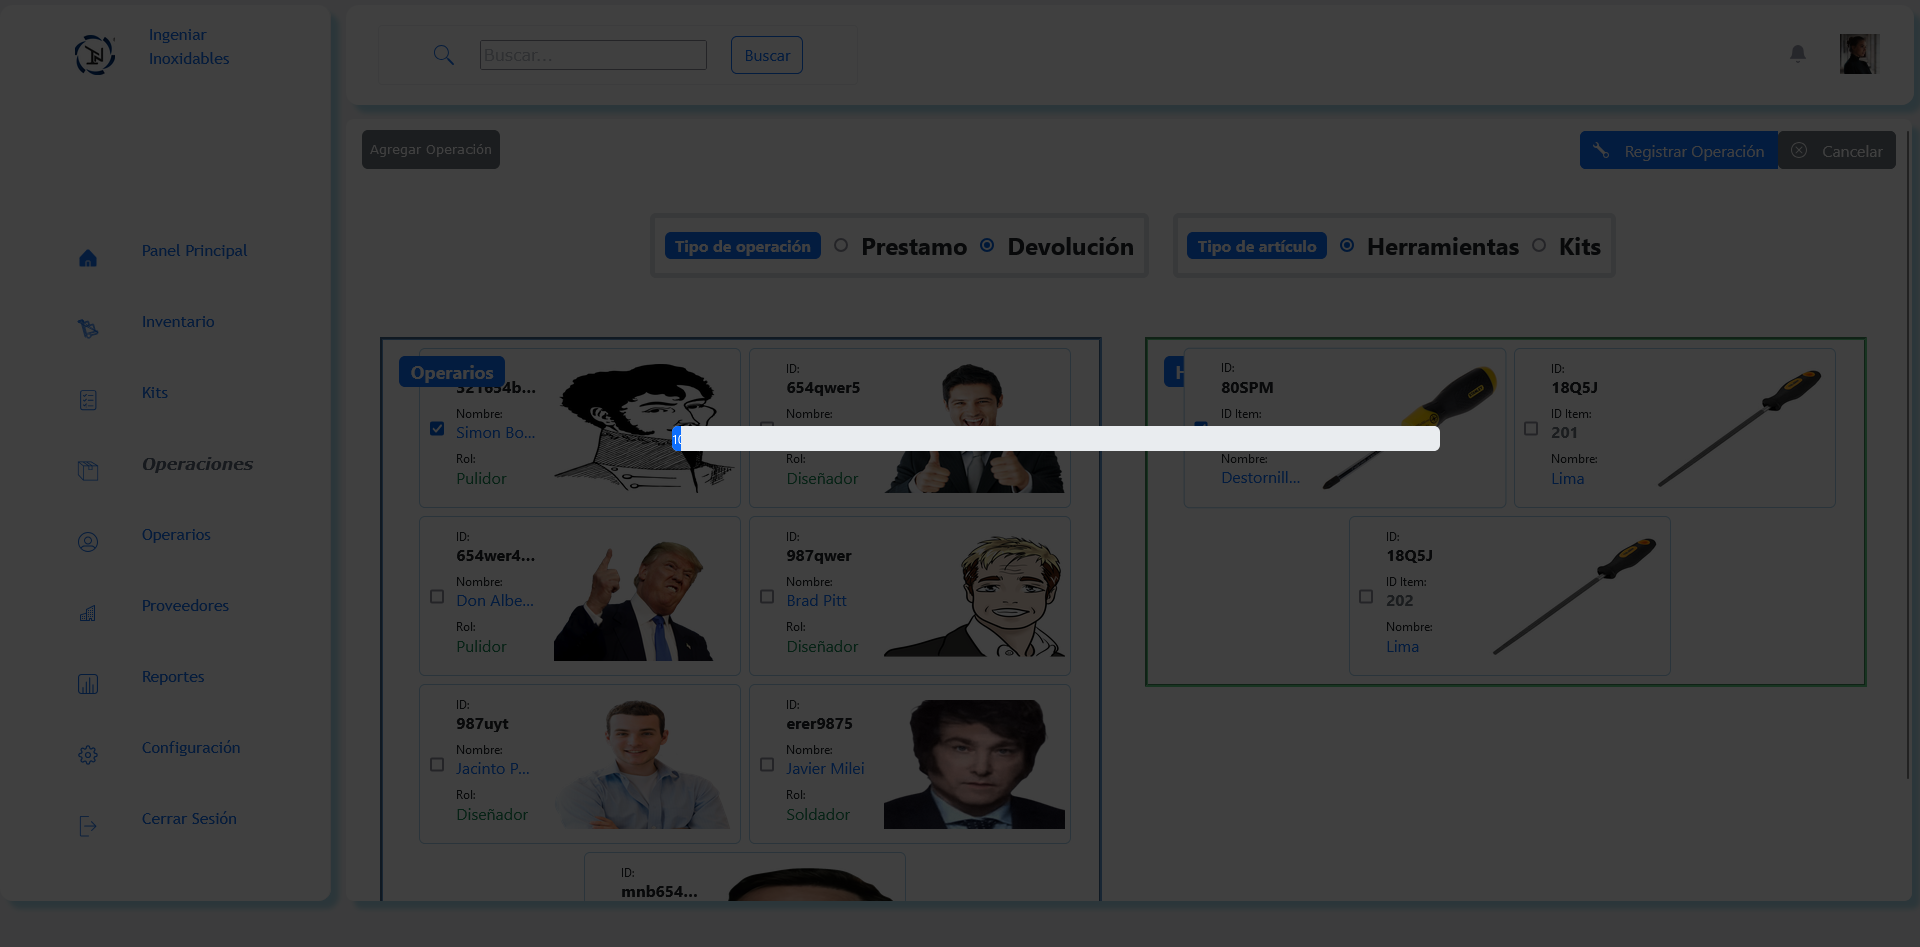 Ingeniar
Inoxidables
Buscar...
Buscar
Agregar Operación
Registrar Operación
Cancelar
Tipo de operación
Prestamo
Devolución
Tipo de artículo
Herramientas
Kits
Panel Principal
Inventario
Kits
Operaciones
Operarios
Proveedores
Reportes
Configuración
Cerrar Sesión
Operarios
321654b...
Nombre:
Simon Bo...
Rol:
Pulidor
ID:
654qwer5
Nombre:
Rol:
Diseñador
ID:
654wer4...
Nombre:
Don Albe...
Rol:
Pulidor
ID:
987qwer
Nombre:
Brad Pitt
Rol:
Diseñador
ID:
987uyt
Nombre:
Jacinto P...
Rol:
Diseñador
ID:
erer9875
Nombre:
Javier Milei
Rol:
Soldador
ID:
mnb654...
H
ID:
80SPM
ID Item:
Nombre:
Destornill...
ID:
18Q5J
ID Item:
201
Nombre:
Lima
ID:
18Q5J
ID Item:
202
Nombre:
Lima
10